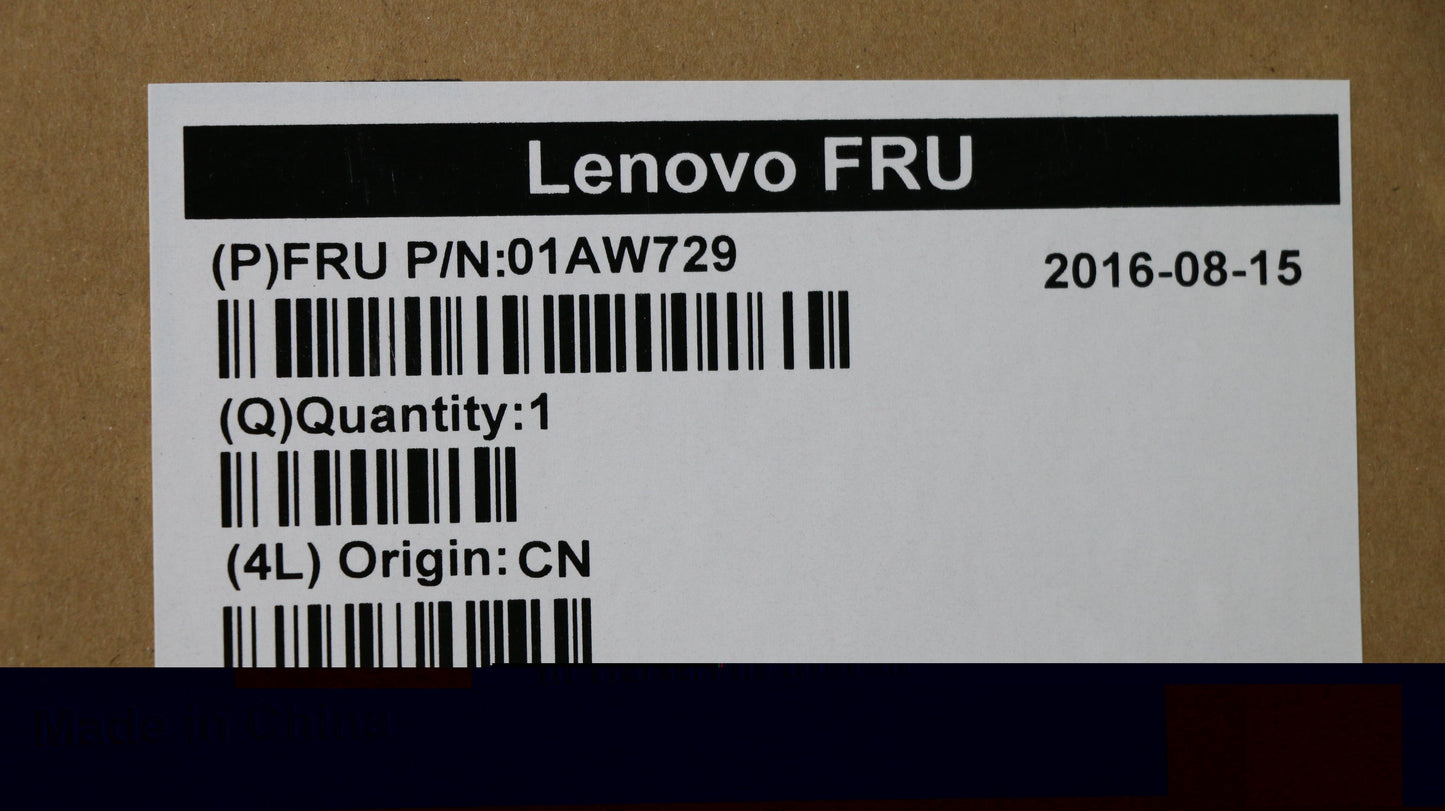 Lenovo FRU
(P)FRU P/N:01AW729
2016-08-15
(Q)Quantity:1
(4L) Origin:CN
Made in China